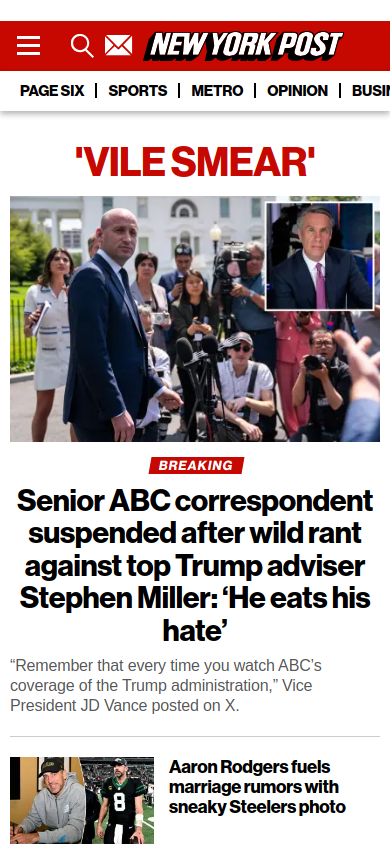 NEW YORK POST
PAGE SIX | SPORTS | METRO | OPINION | BUSI
'VILE SMEAR'
BREAKING
Senior ABC correspondent
suspended after wild rant
against top Trump adviser
Stephen Miller: ‘He eats his
hate’
“Remember that every time you watch ABC’s
coverage of the Trump administration,” Vice
President JD Vance posted on X.
Aaron Rodgers fuels
marriage rumors with
sneaky Steelers photo
8